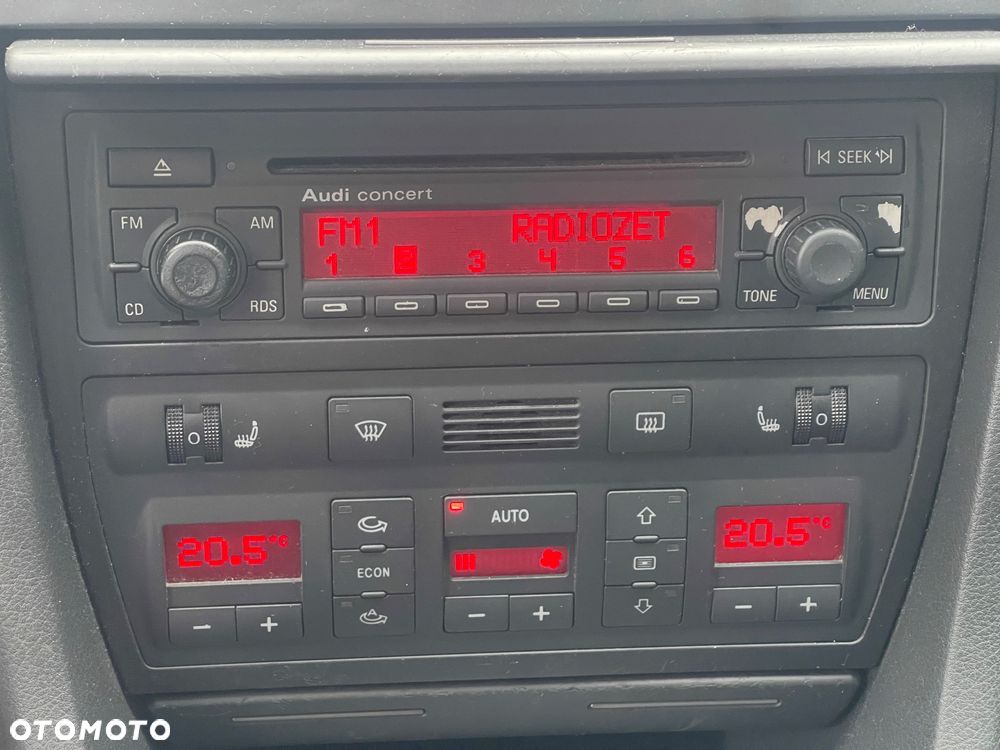 SEEK
Audi concert
FM
AM
CD
RDS
FM1 RADIOZET
1 2 3 4 5 6
TONE
MENU
O
O
AUTO
20.5°C
ECON
A
20.5°C
- +
- +
- +
OTOMOTO